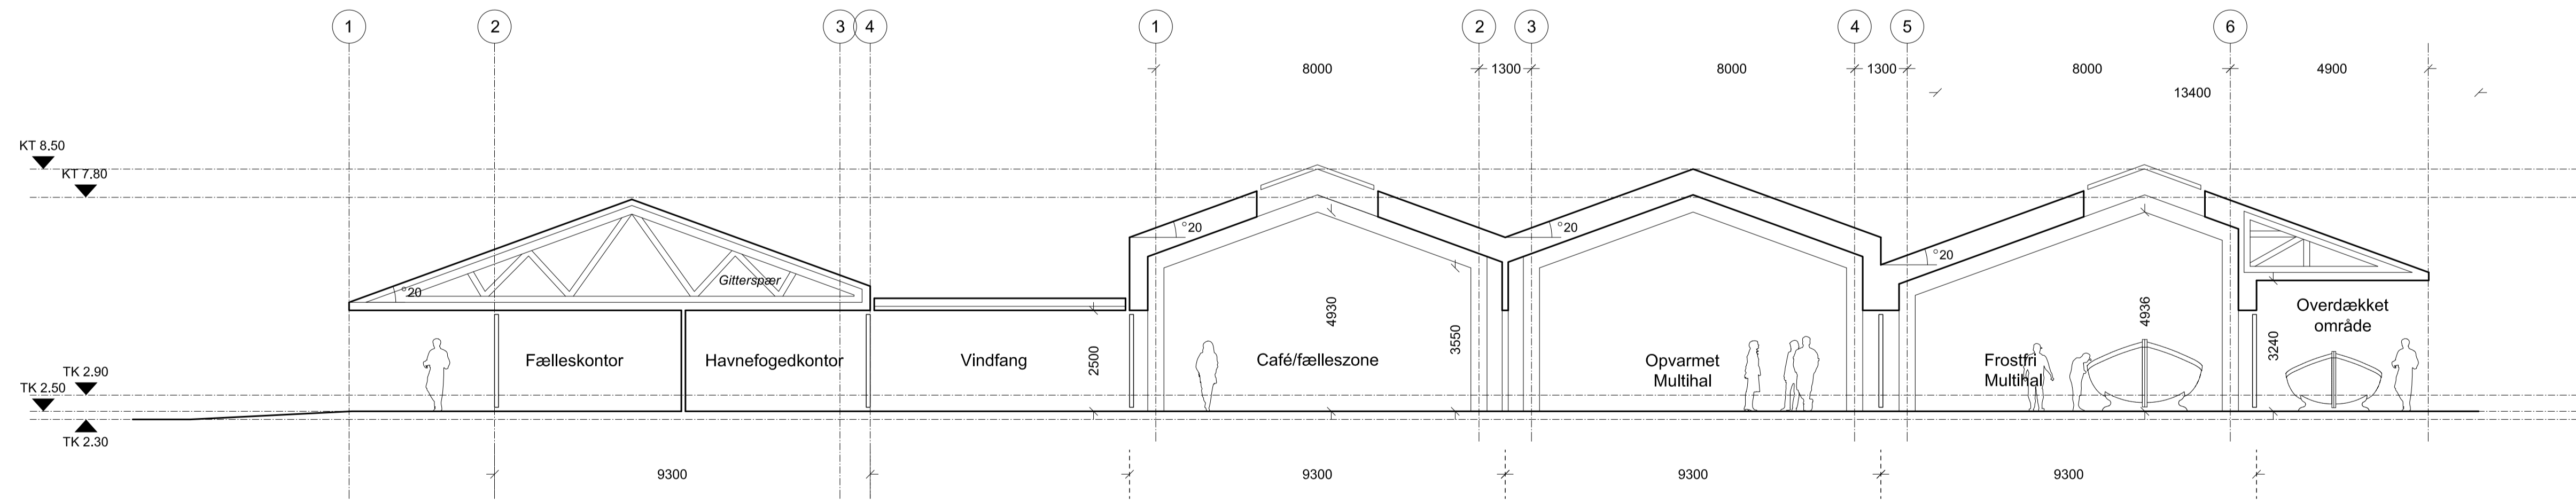 1
2
3
4
1
2
3
4
5
6
8000
1300
8000
1300
8000
4900
13400
KT 8.50
KT 7.80
°20
Gitterspær
°20
°20
°20
Fælleskontor
Havnefogedkontor
Vindfang
2500
Café/fælleszone
4930
3550
Opvarmet
Multihal
Frostfri
Multihal
4936
3240
Overdækket
område
TK 2.90
TK 2.50
TK 2.30
9300
9300
9300
9300